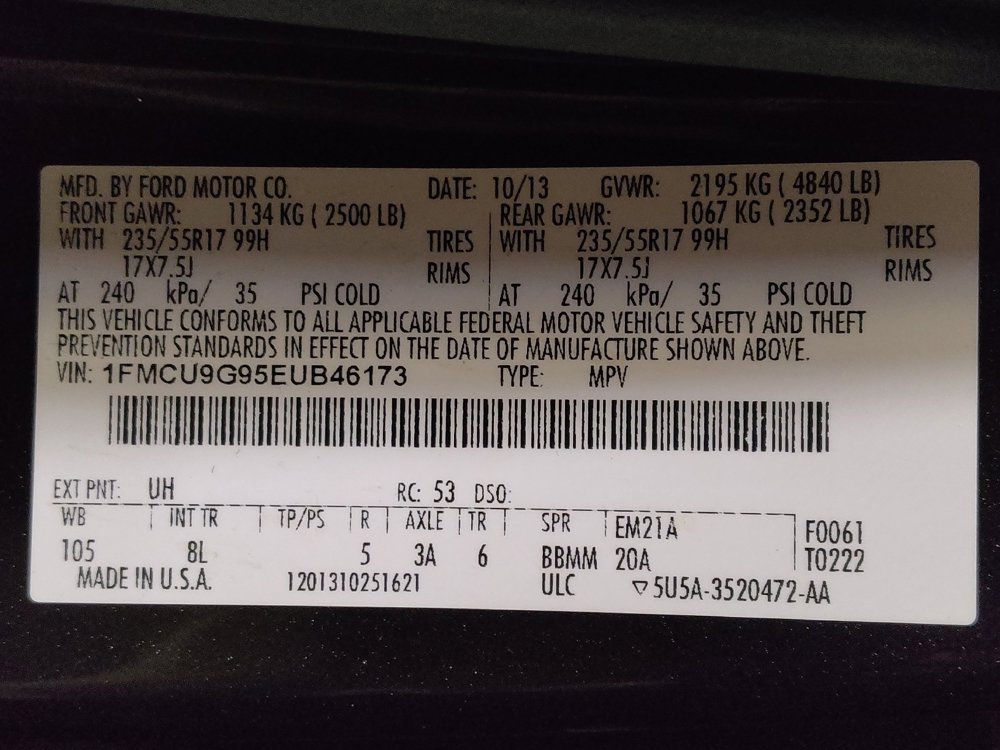 MFD. BY FORD MOTOR CO. DATE: 10/13 GVWR: 2195 KG ( 4840 LB)
FRONT GAWR: 1134 KG ( 2500 LB) REAR GAWR: 1067 KG ( 2352 LB)
WITH 235/55R17 99H TIRES WITH 235/55R17 99H TIRES
17X7.5J RIMS 17X7.5J RIMS
AT 240 kPa/ 35 PSI COLD AT 240 kPa/ 35 PSI COLD
THIS VEHICLE CONFORMS TO ALL APPLICABLE FEDERAL MOTOR VEHICLE SAFETY AND THEFT
PREVENTION STANDARDS IN EFFECT ON THE DATE OF MANUFACTURE SHOWN ABOVE.
VIN: 1FMCU9G95EUB46173 TYPE: MPV
EXT PNT: UH RC: 53 DSO:
WB INT TR TP/PS R AXLE TR SPR EM21A F0061
105 8L 5 3A 6 BBMM 20A T0222
MADE IN U.S.A. 1201310251621 ULC ▽5U5A-3520472-AA